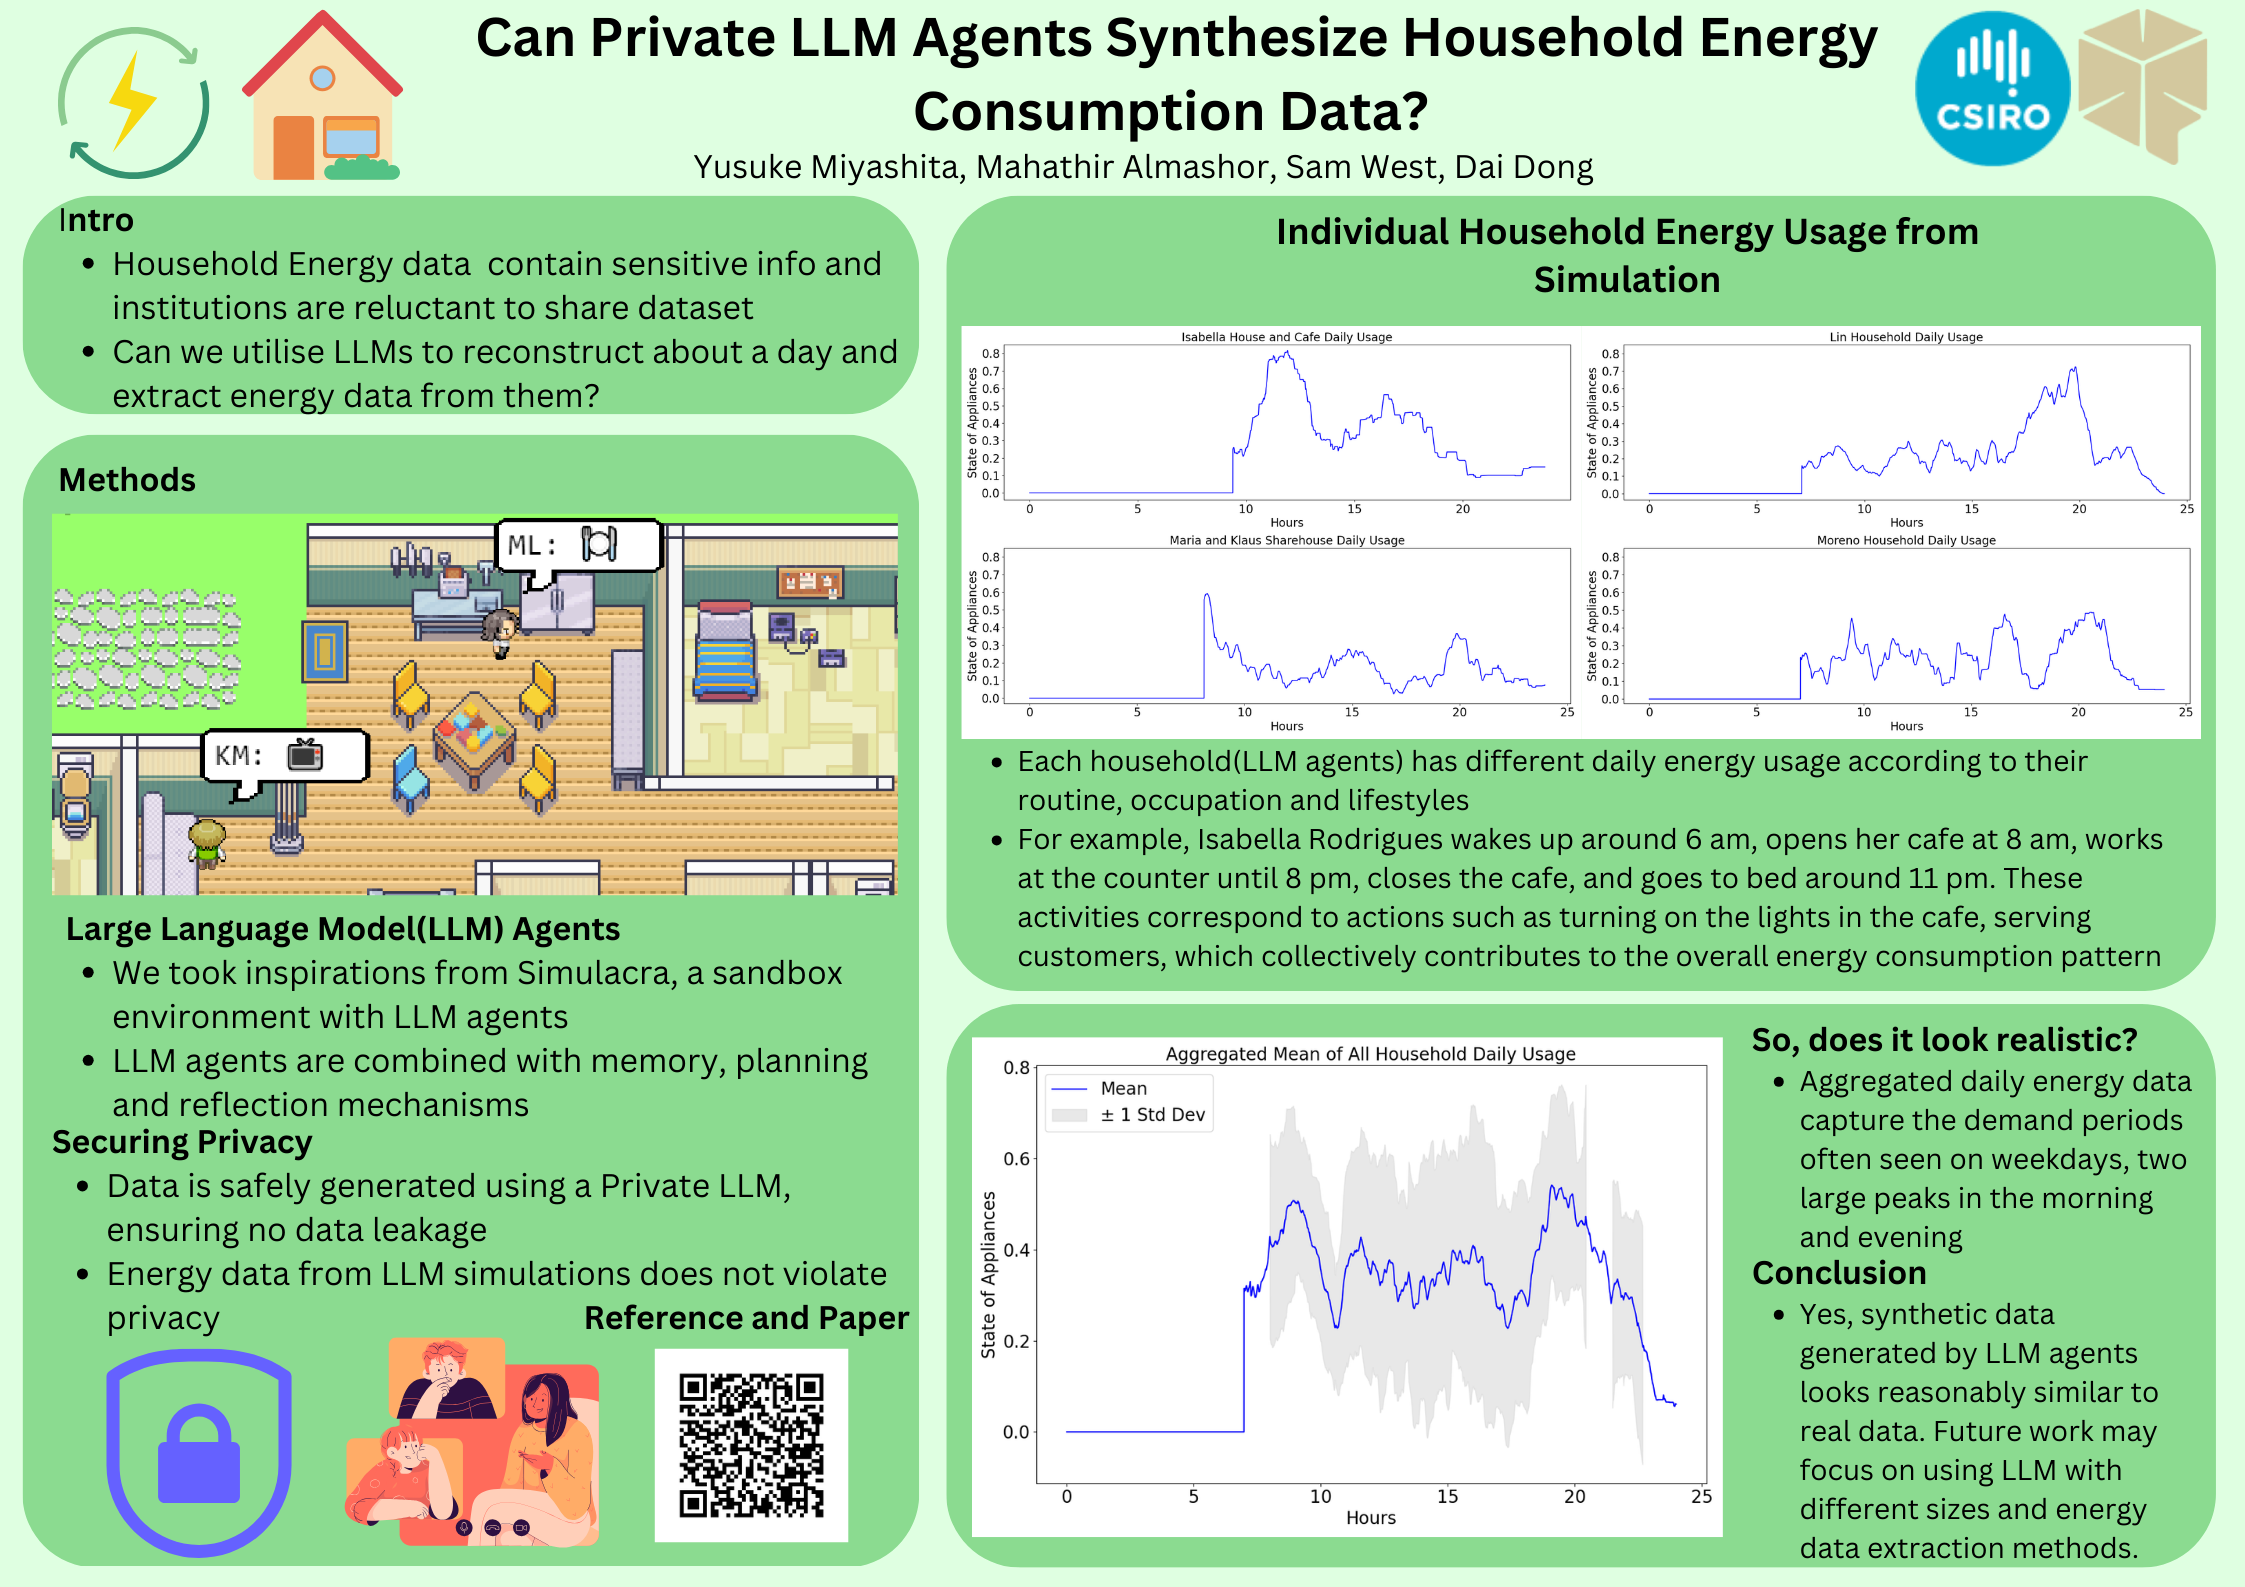 Can Private LLM Agents Synthesize Household Energy
Consumption Data?
Yusuke Miyashita, Mahathir Almashor, Sam West, Dai Dong
CSIRO
Intro
• Household Energy data contain sensitive info and
institutions are reluctant to share dataset
• Can we utilise LLMs to reconstruct about a day and
extract energy data from them?
Methods
ML:
KM:
Large Language Model(LLM) Agents
• We took inspirations from Simulacra, a sandbox
environment with LLM agents
• LLM agents are combined with memory, planning
and reflection mechanisms
Securing Privacy
• Data is safely generated using a Private LLM,
ensuring no data leakage
• Energy data from LLM simulations does not violate
privacy
Reference and Paper
Individual Household Energy Usage from
Simulation
Isabella House and Cafe Daily Usage
State of Appliances
0.8
0.7
0.6
0.5
0.4
0.3
0.2
0.1
0.0
0 5 10 15 20
Hours
Lin Household Daily Usage
State of Appliances
0.8
0.7
0.6
0.5
0.4
0.3
0.2
0.1
0.0
0 5 10 15 20 25
Hours
Maria and Klaus Sharehouse Daily Usage
State of Appliances
0.8
0.7
0.6
0.5
0.4
0.3
0.2
0.1
0.0
0 5 10 15 20 25
Hours
Moreno Household Daily Usage
State of Appliances
0.8
0.7
0.6
0.5
0.4
0.3
0.2
0.1
0.0
0 5 10 15 20 25
Hours
• Each household(LLM agents) has different daily energy usage according to their
routine, occupation and lifestyles
• For example, Isabella Rodrigues wakes up around 6 am, opens her cafe at 8 am, works
at the counter until 8 pm, closes the cafe, and goes to bed around 11 pm. These
activities correspond to actions such as turning on the lights in the cafe, serving
customers, which collectively contributes to the overall energy consumption pattern
Aggregated Mean of All Household Daily Usage
Mean
± 1 Std Dev
State of Appliances
0.8
0.6
0.4
0.2
0.0
0 5 10 15 20 25
Hours
So, does it look realistic?
• Aggregated daily energy data
capture the demand periods
often seen on weekdays, two
large peaks in the morning
and evening
Conclusion
• Yes, synthetic data
generated by LLM agents
looks reasonably similar to
real data. Future work may
focus on using LLM with
different sizes and energy
data extraction methods.